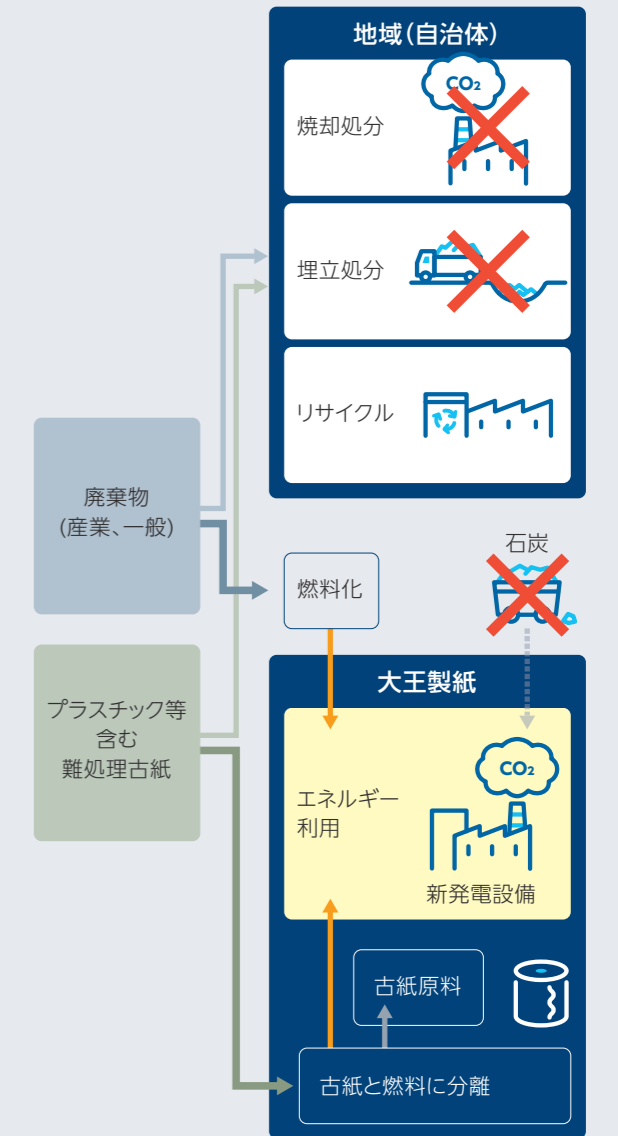 地域(自治体)
CO₂
焼却処分
埋立処分
リサイクル
廃棄物
(産業、一般)
石炭
燃料化
大王製紙
プラスチック等
含む
難処理古紙
CO₂
エネルギー
利用
新発電設備
古紙原料
古紙と燃料に分離